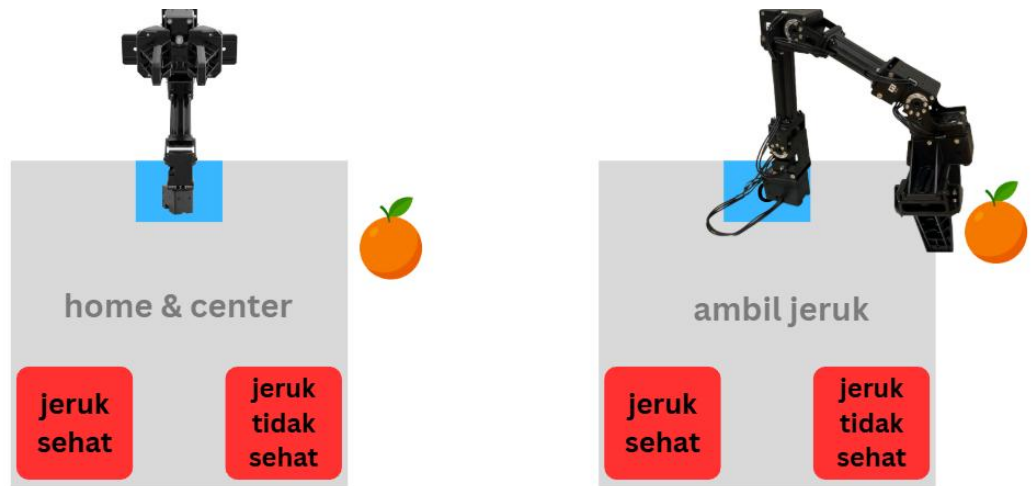 home & center
jeruk
sehat
jeruk
tidak
sehat
ambil jeruk
jeruk
sehat
jeruk
tidak
sehat